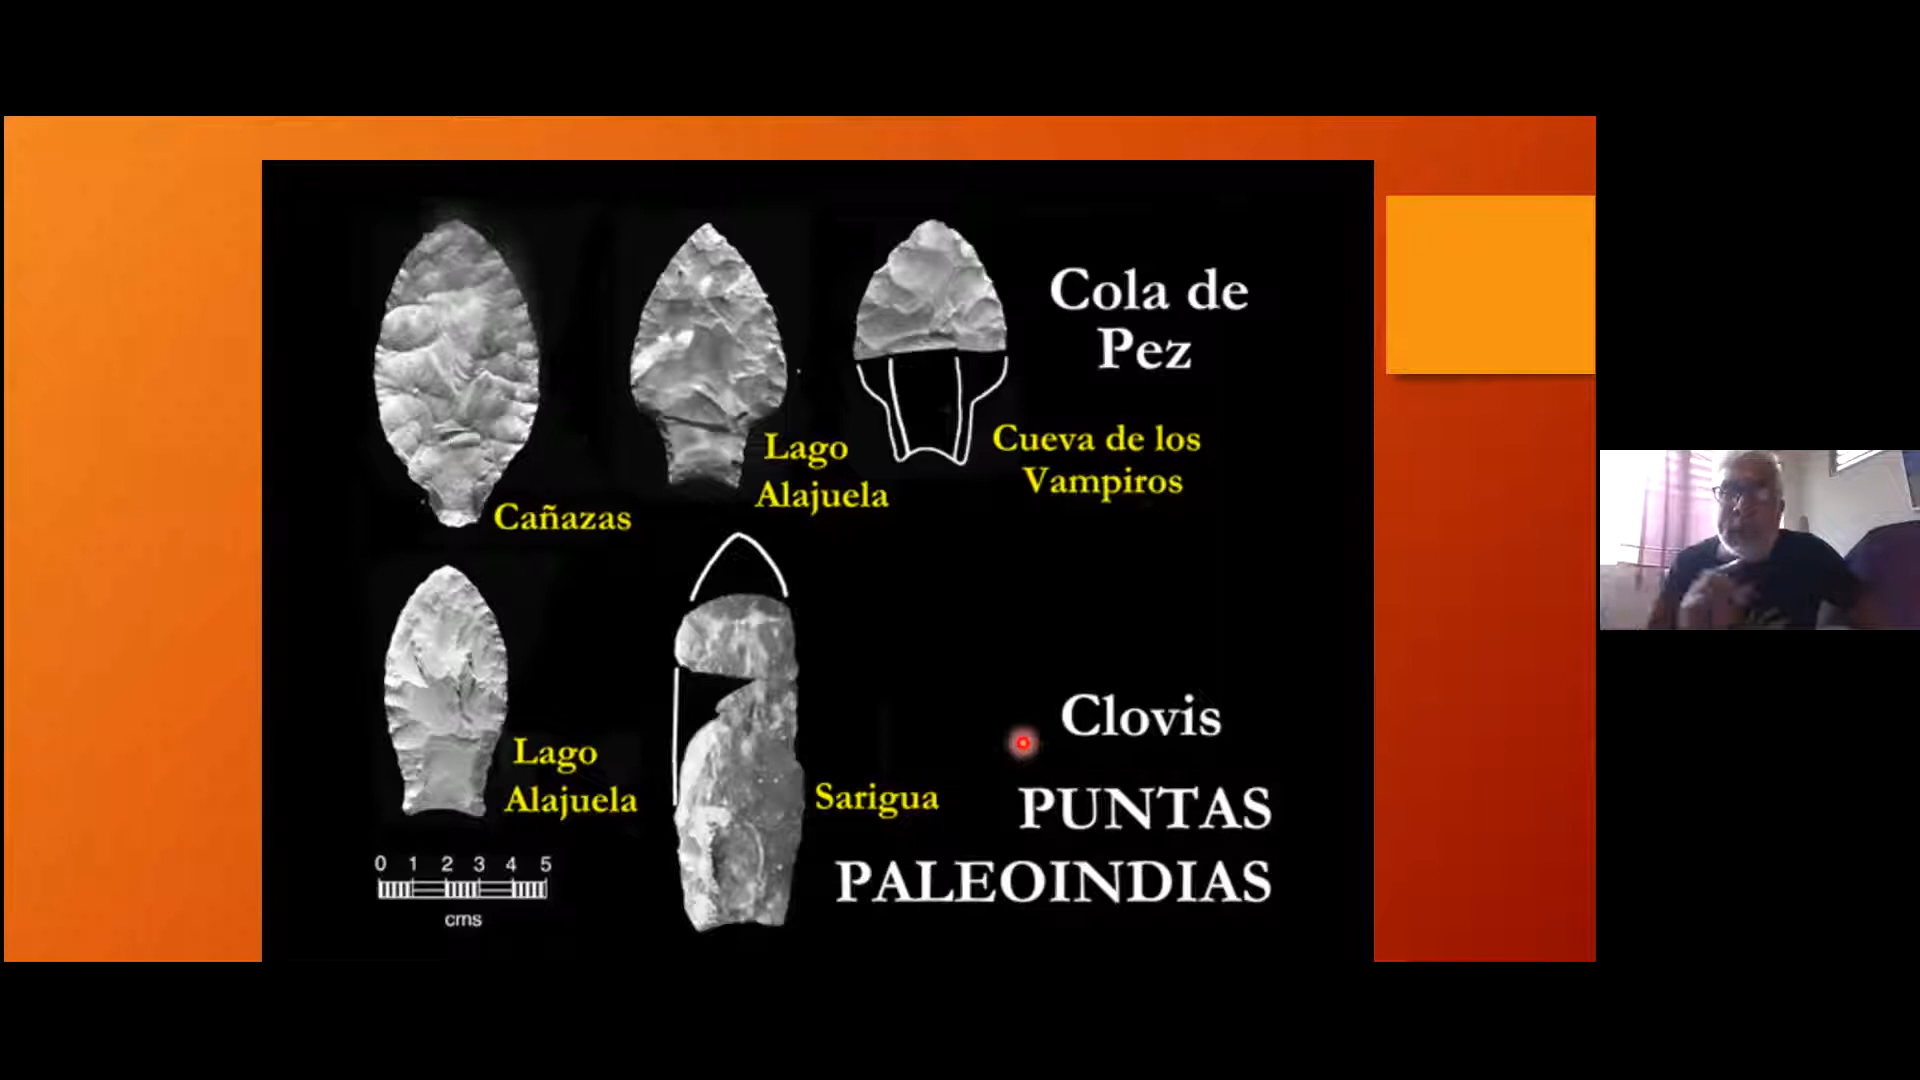 Cola de
Pez
Cueva de los
Vampiros
Lago
Alajuela
Cañazas
Lago
Alajuela
Sarigua
Clovis
PUNTAS
PALEOINDIAS
0 1 2 3 4 5
cms